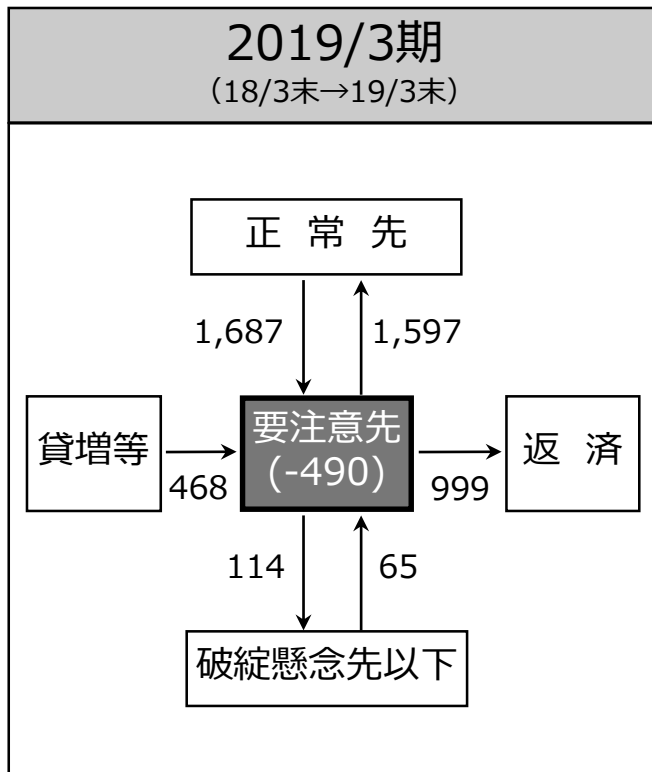 2019/3期
（18/3末→19/3末）
正 常 先
1,687
1,597
貸増等
468
要注意先
(-490)
999
返 済
114
65
破綻懸念先以下